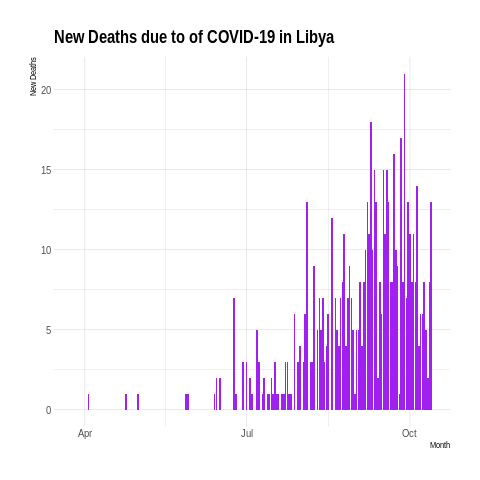 New Deaths due to of COVID-19 in Libya
New Deaths
20
15
10
5
0
Apr Jul Oct
Month